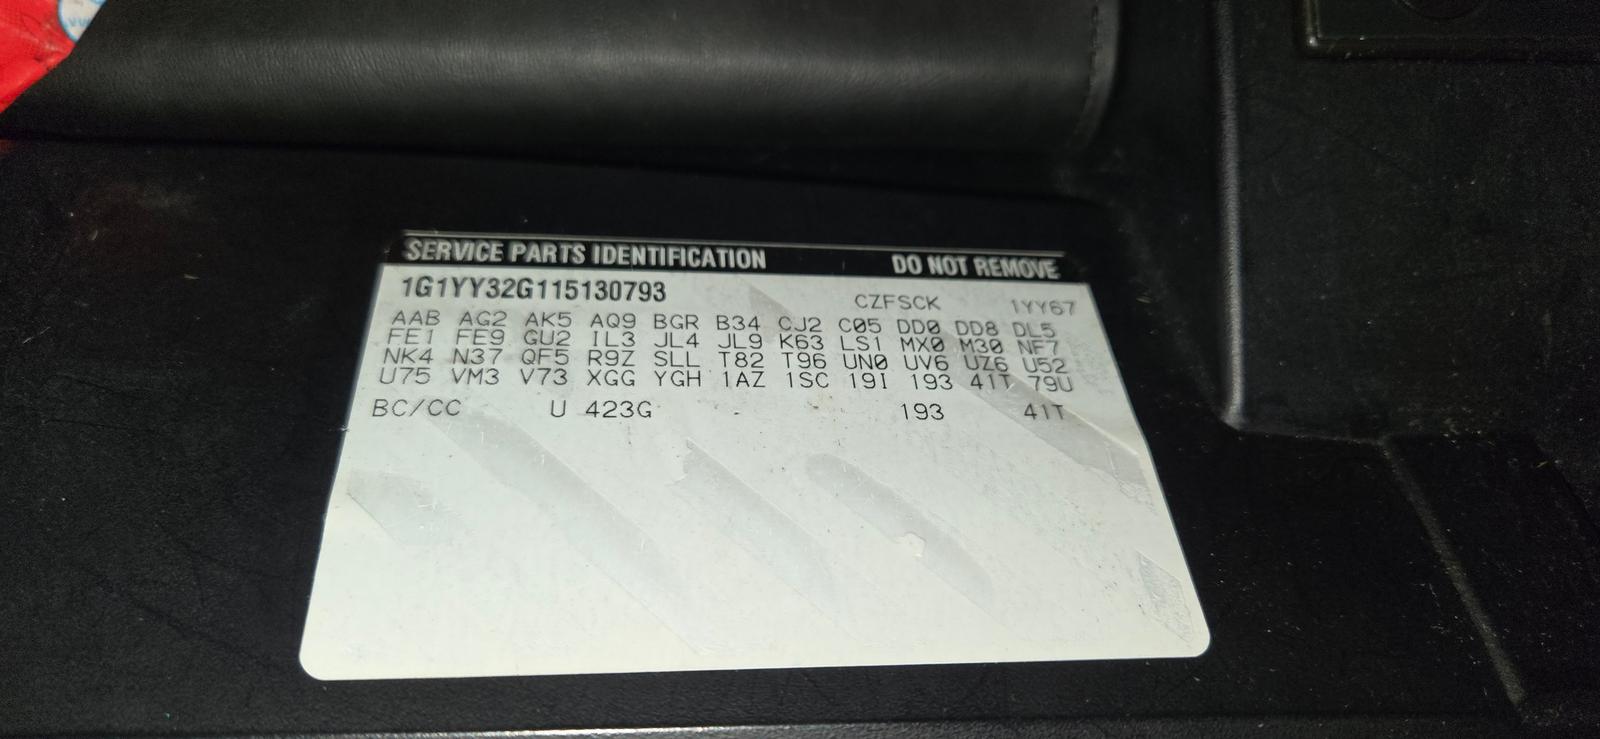 SERVICE PARTS IDENTIFICATION DO NOT REMOVE
1G1YY32G115130793 CZFSCK 1YY67
AAB AG2 AK5 AQ9 BGR B34 CJ2 C05 DD0 DD8 DL5
FE1 FE9 GU2 IL3 JL4 JL9 K63 LS1 MX0 M30 NF7
NK4 N37 QF5 R9Z SLL T82 T96 UN0 UV6 UZ6 U52
U75 VM3 V73 XGG YGH 1AZ 1SC 19I 193 41T 79U
BC/CC U 423G 193 41T